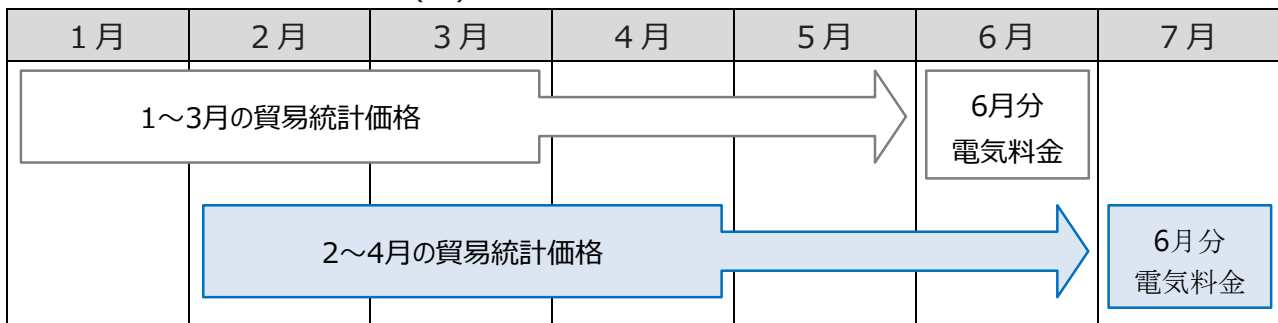 1月 2月 3月 4月 5月 6月 7月
1～3月の貿易統計価格
6月分
電気料金
2～4月の貿易統計価格
6月分
電気料金